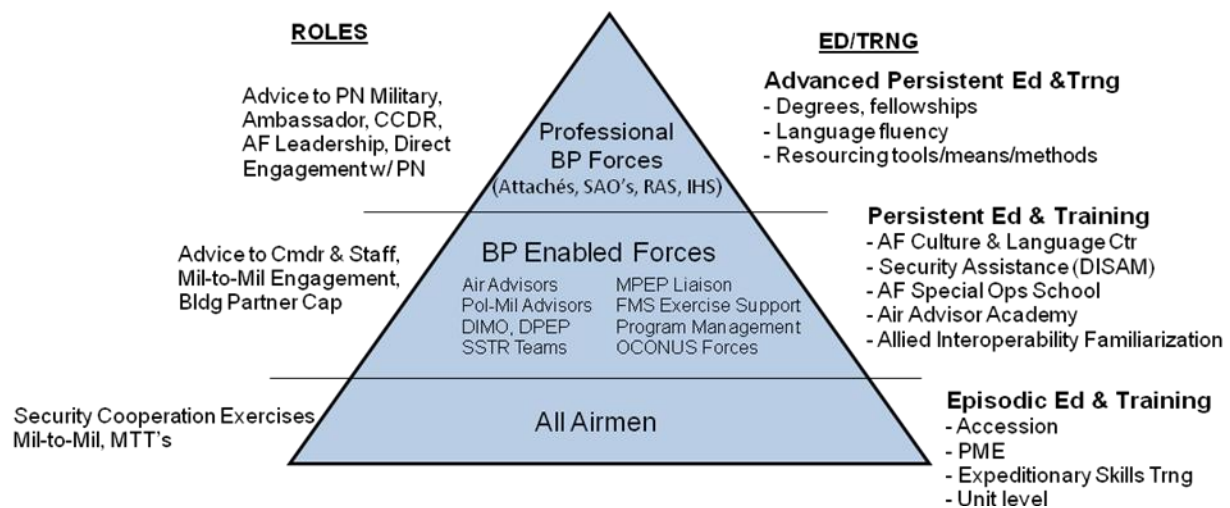 ROLES
Advice to PN Military,
Ambassador, CCDR,
AF Leadership, Direct
Engagement w/ PN
Professional
BP Forces
(Attachés, SAO's, RAS, IHS)
ED/TRNG
Advanced Persistent Ed &Trng
- Degrees, fellowships
- Language fluency
- Resourcing tools/means/methods
Advice to Cmdr & Staff,
Mil-to-Mil Engagement,
Bldg Partner Cap
BP Enabled Forces
Air Advisors
Pol-Mil Advisors
DIMO, DPEP
SSTR Teams
MPEP Liaison
FMS Exercise Support
Program Management
OCONUS Forces
Persistent Ed & Training
- AF Culture & Language Ctr
- Security Assistance (DISAM)
- AF Special Ops School
- Air Advisor Academy
- Allied Interoperability Familiarization
Security Cooperation Exercises
Mil-to-Mil, MTT's
All Airmen
Episodic Ed & Training
- Accession
- PME
- Expeditionary Skills Trng
- Unit level